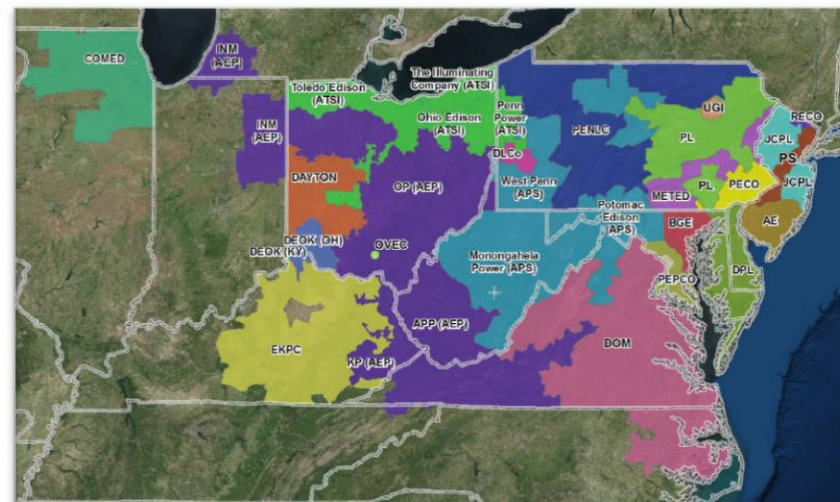 COMED
INM
(AEP)
INM
(AEP)
Toledo Edison
(ATSI)
The Illuminating
Company (ATSI)
Ohio Edison
(ATSI)
Penn
Power
(ATSI)
PENLC
UGI
PL
RECO
JCPL
PS
JCPL
DLCo
West Penn
(APS)
METED
PL
PECO
DAYTON
OP (AEP)
Potomac
Edison
(APS)
BGE
AE
DEOK (OH)
DEOK (KY)
OVEC
Monongahela
Power (APS)
PEPCO
DPL
APP (AEP)
EKPC
KP (AEP)
DOM